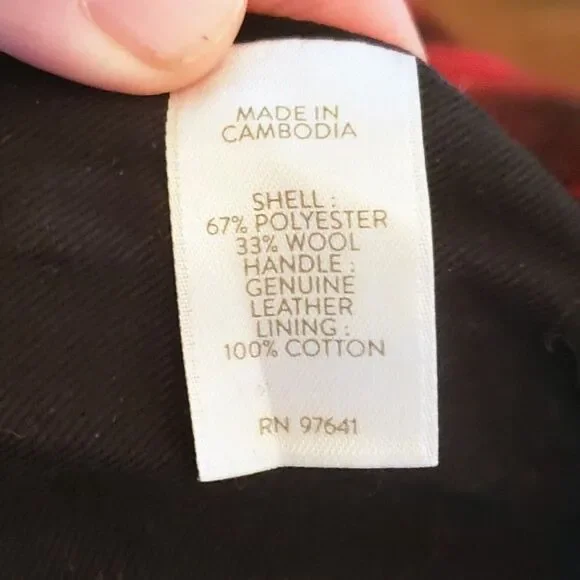 MADE IN
CAMBODIA
SHELL :
67% POLYESTER
33% WOOL
HANDLE :
GENUINE
LEATHER
LINING :
100% COTTON
RN 97641